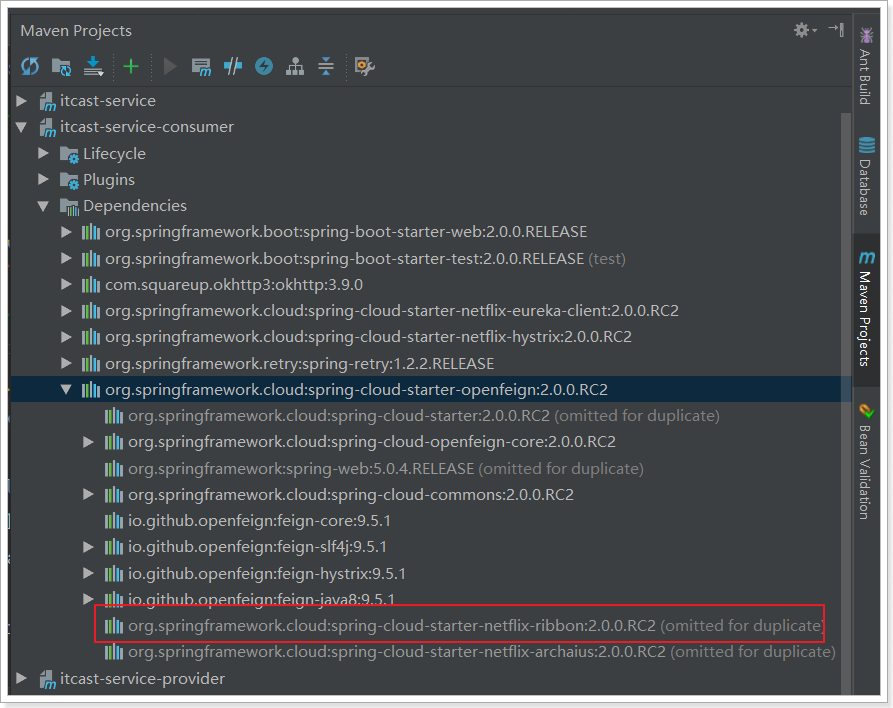 Maven Projects
itcast-service
itcast-service-consumer
Lifecycle
Plugins
Dependencies
org.springframework.boot:spring-boot-starter-web:2.0.0.RELEASE
org.springframework.boot:spring-boot-starter-test:2.0.0.RELEASE (test)
com.squareup.okhttp3:okhttp:3.9.0
org.springframework.cloud:spring-cloud-starter-netflix-eureka-client:2.0.0.RC2
org.springframework.cloud:spring-cloud-starter-netflix-hystrix:2.0.0.RC2
org.springframework.retry:spring-retry:1.2.2.RELEASE
org.springframework.cloud:spring-cloud-starter-openfeign:2.0.0.RC2
org.springframework.cloud:spring-cloud-starter:2.0.0.RC2 (omitted for duplicate)
org.springframework.cloud:spring-cloud-openfeign-core:2.0.0.RC2
org.springframework:spring-web:5.0.4.RELEASE (omitted for duplicate)
org.springframework.cloud:spring-cloud-commons:2.0.0.RC2
io.github.openfeign:feign-core:9.5.1
io.github.openfeign:feign-slf4j:9.5.1
io.github.openfeign:feign-hystrix:9.5.1
io.github.openfeign:feign-java8:9.5.1
org.springframework.cloud:spring-cloud-starter-netflix-ribbon:2.0.0.RC2 (omitted for duplicate)
org.springframework.cloud:spring-cloud-starter-netflix-archaius:2.0.0.RC2 (omitted for duplicate)
itcast-service-provider
Ant Build
Database
Maven Projects
Bean Validation